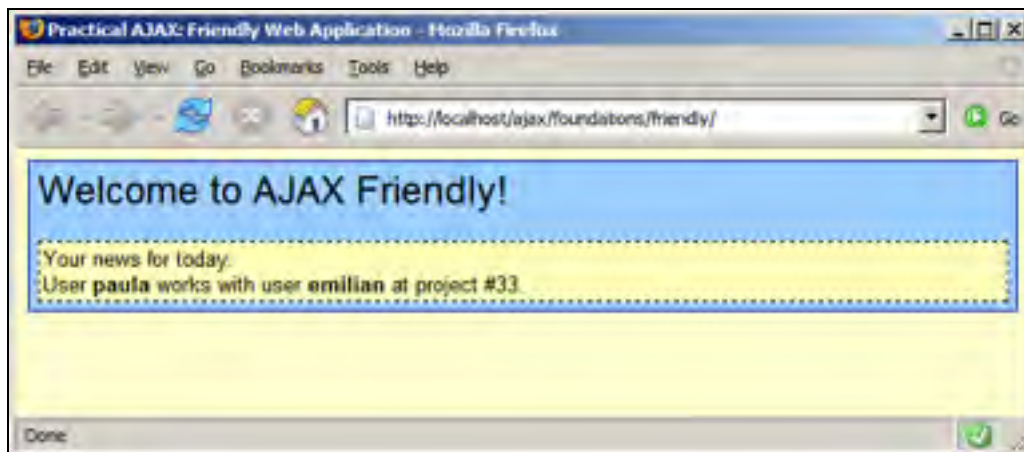 Practical AJAX: Friendly Web Application - Mozilla Firefox
File Edit View Go Bookmarks Tools Help
http://localhost/ajax/foundations/friendly/ Go
Welcome to AJAX Friendly!
Your news for today.
User paula works with user emilian at project #33.
Done